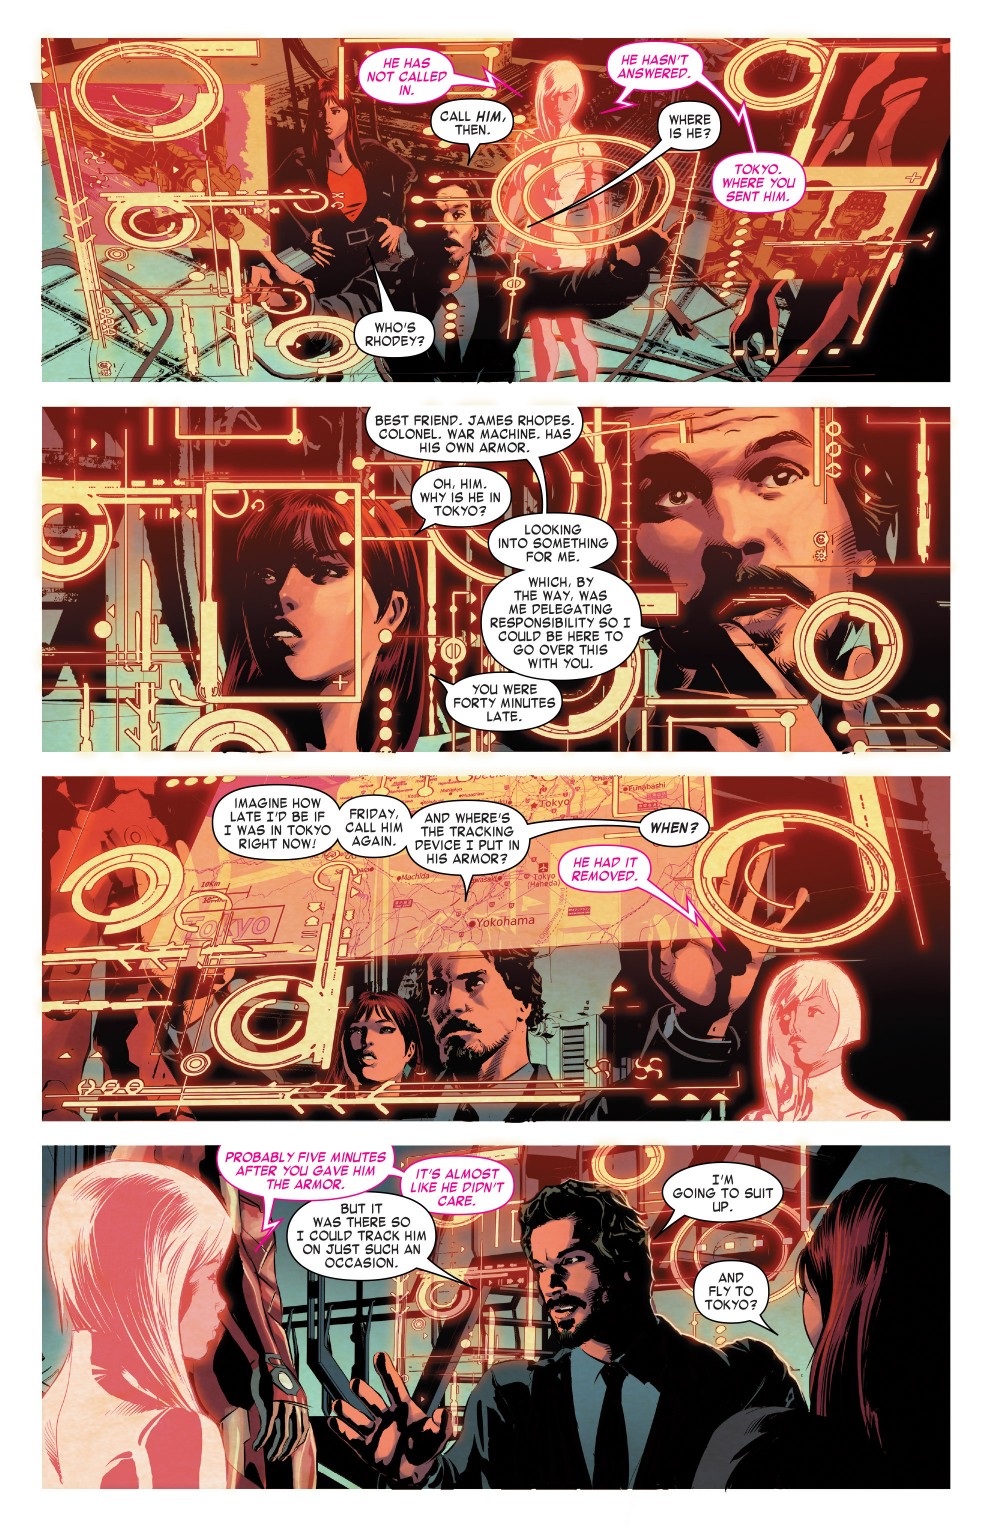 HE HAS
NOT CALLED
IN.
CALL HIM,
THEN.
HE HASN'T
ANSWERED.
WHERE
IS HE?
TOKYO.
WHERE YOU
SENT HIM.
WHO'S
RHODEY?
BEST FRIEND. JAMES RHODES.
COLONEL. WAR MACHINE. HAS
HIS OWN ARMOR.
OH, HIM.
WHY IS HE IN
TOKYO?
LOOKING
INTO SOMETHING
FOR ME.
WHICH, BY
THE WAY, WAS
ME DELEGATING
RESPONSIBILITY SO I
COULD BE HERE TO
GO OVER THIS
WITH YOU.
YOU WERE
FORTY MINUTES
LATE.
IMAGINE HOW
LATE I'D BE IF
I WAS IN TOKYO
RIGHT NOW!
FRIDAY,
CALL HIM
AGAIN.
AND WHERE'S
THE TRACKING
DEVICE I PUT IN
HIS ARMOR?
HE HAD IT
REMOVED.
WHEN?
Tokyo
Funabashi
Machida
Tokyo
(Haneda)
Yokohama
10Km
Tokyo
PROBABLY FIVE MINUTES
AFTER YOU GAVE HIM
THE ARMOR.
IT'S ALMOST
LIKE HE DIDN'T
CARE.
BUT IT
WAS THERE SO
I COULD TRACK HIM
ON JUST SUCH AN
OCCASION.
I'M
GOING TO SUIT
UP.
AND
FLY TO
TOKYO?